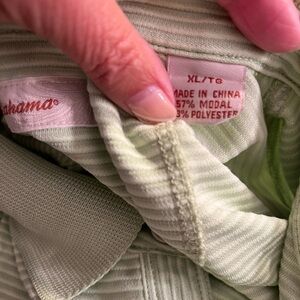 XL/TG
MADE IN CHINA
57% MODAL
3% POLYESTER
ahama®